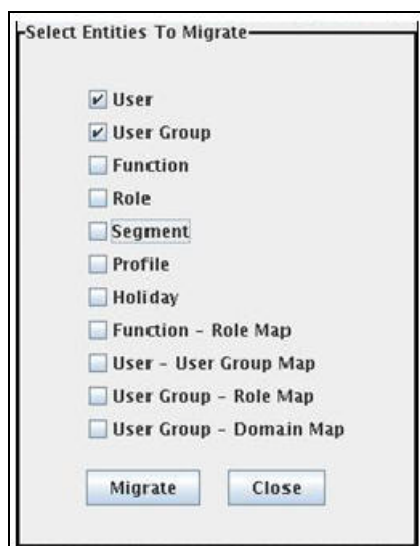 Select Entities To Migrate
User
User Group
Function
Role
Segment
Profile
Holiday
Function - Role Map
User - User Group Map
User Group - Role Map
User Group - Domain Map
Migrate Close